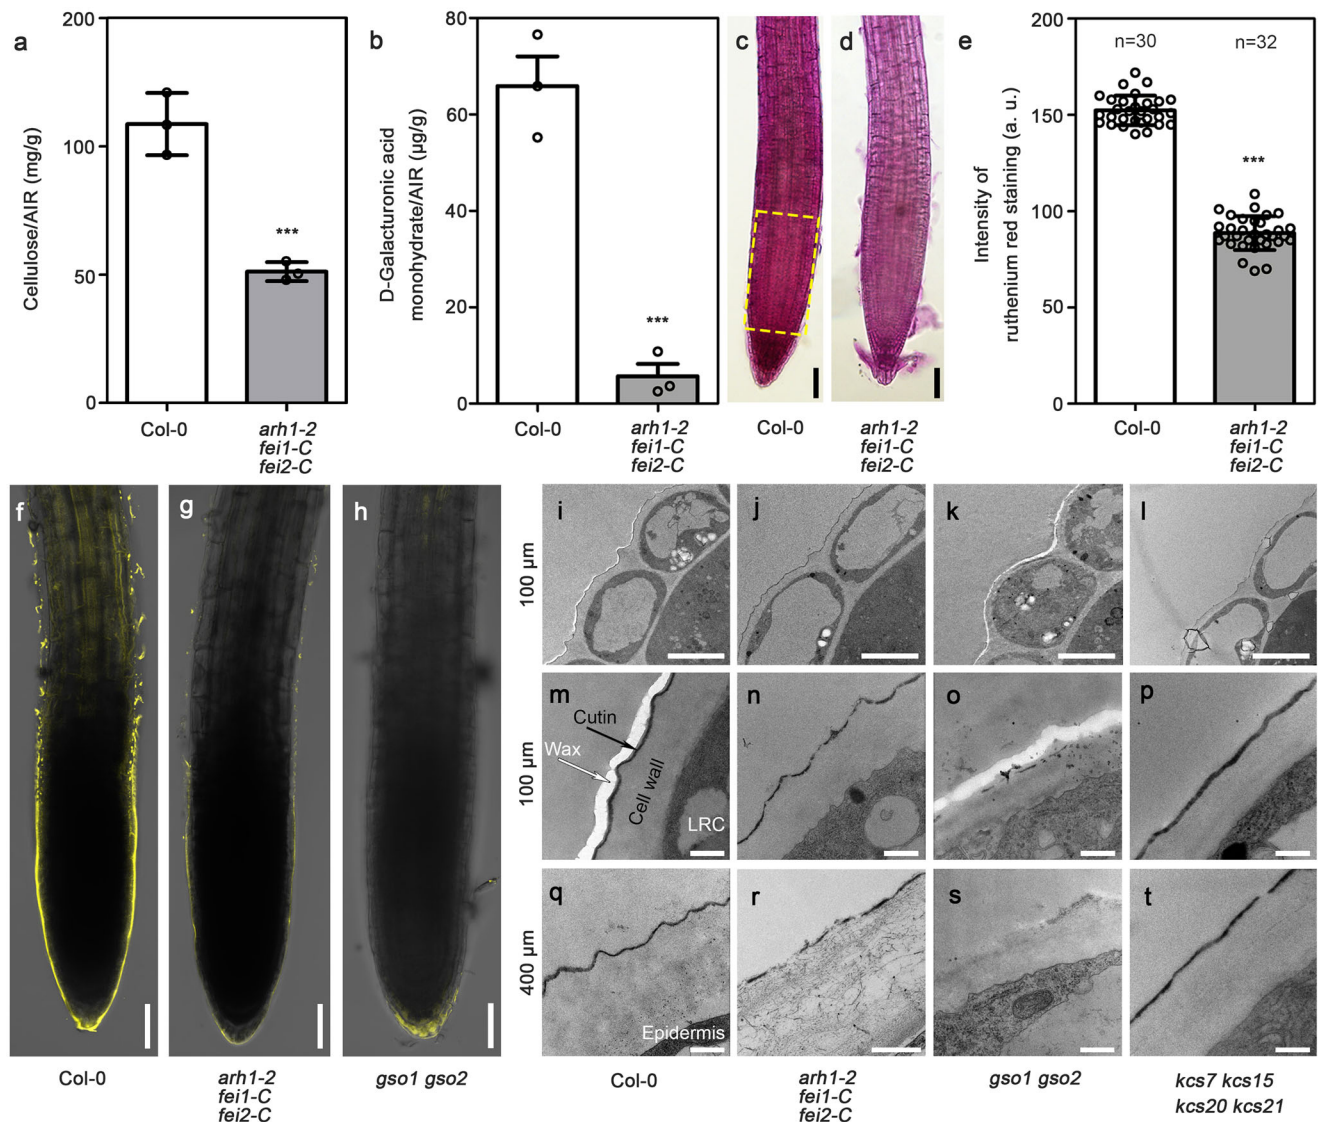 a
Cellulose/AIR (mg/g)
200
100
50
0
***
Col-0
arh1-2
fei1-C
fei2-C
b
D-Galacturonic acid
monohydrate/AIR (μg/g)
80
60
40
20
0
***
Col-0
arh1-2
fei1-C
fei2-C
c
Col-0
d
arh1-2
fei1-C
fei2-C
e
Intensity of
ruthenium red staining (a. u.)
200
150
100
50
0
n=30
n=32
***
Col-0
arh1-2
fei1-C
fei2-C
f
g
h
Col-0
arh1-2
fei1-C
fei2-C
gso1 gso2
100 μm
i
j
k
l
100 μm
m
Cutin
Wax
Cell wall
LRC
n
o
p
400 μm
q
Epidermis
r
s
t
Col-0
arh1-2
fei1-C
fei2-C
gso1 gso2
kcs7 kcs15
kcs20 kcs21